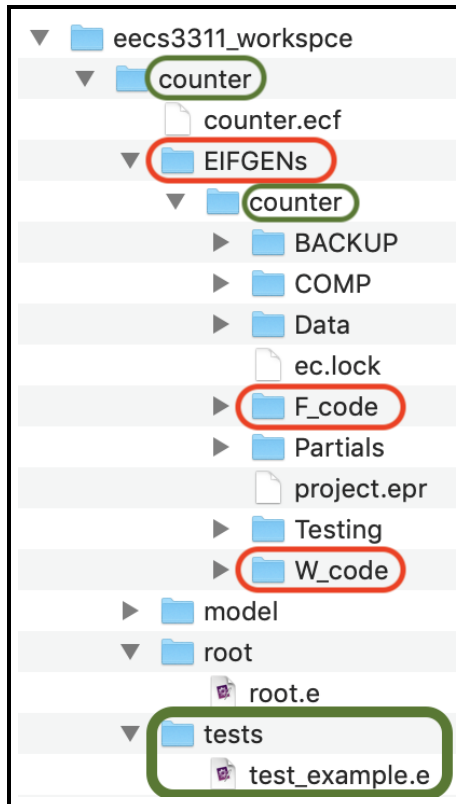 eecs3311_workspce
counter
counter.ecf
EIFGENs
counter
BACKUP
COMP
Data
ec.lock
F_code
Partials
project.epr
Testing
W_code
model
root
root.e
tests
test_example.e